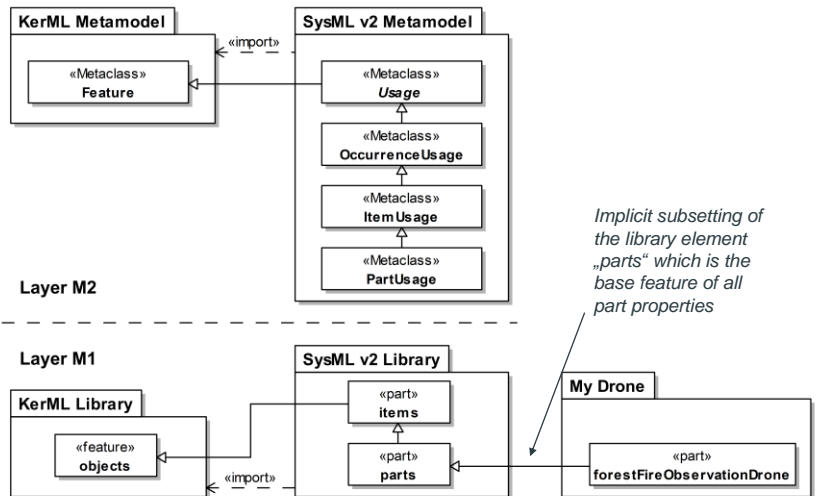 KerML Metamodel
SysML v2 Metamodel
«import»
«Metaclass»
Feature
«Metaclass»
Usage
«Metaclass»
OccurrenceUsage
«Metaclass»
ItemUsage
«Metaclass»
PartUsage
Layer M2
Implicit subsetting of
the library element
„parts“ which is the
base feature of all
part properties
Layer M1
KerML Library
SysML v2 Library
My Drone
«part»
items
«feature»
objects
«import»
«part»
parts
«part»
forestFireObservationDrone